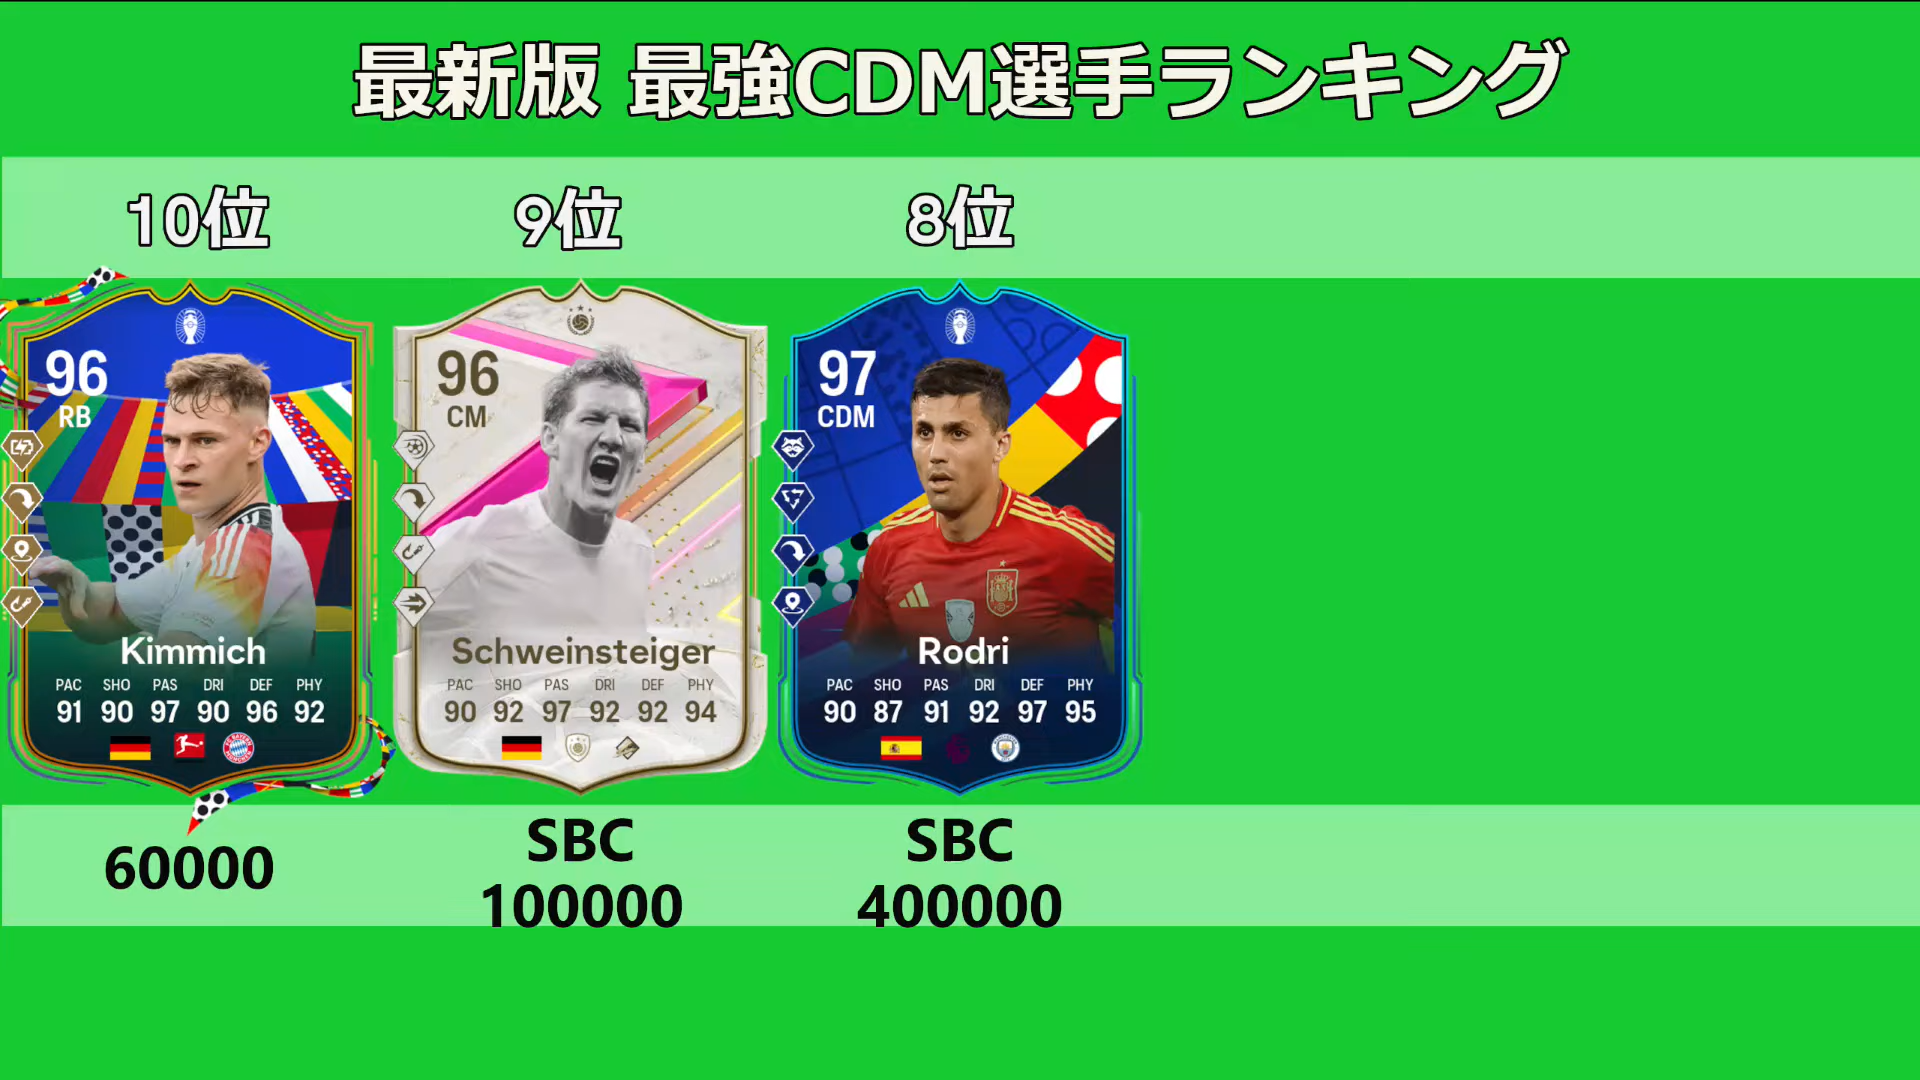 最新版 最強CDM選手ランキング
10位 9位 8位
96
RB
Kimmich
PAC SHO PAS DRI DEF PHY
91 90 97 90 96 92
60000
96
CM
Schweinsteiger
PAC SHO PAS DRI DEF PHY
90 92 97 92 92 94
SBC
100000
97
CDM
Rodri
PAC SHO PAS DRI DEF PHY
90 87 91 92 97 95
SBC
400000